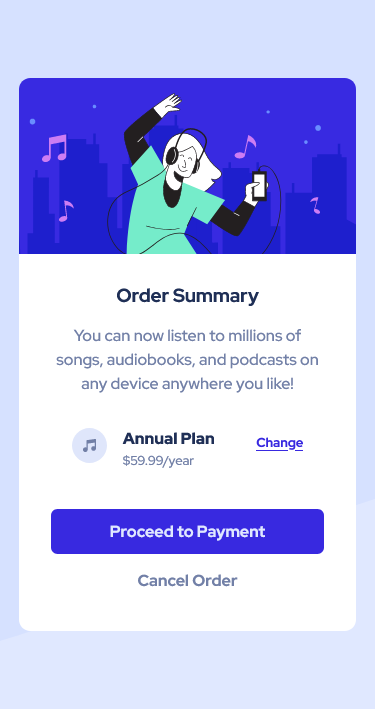 Order Summary
You can now listen to millions of
songs, audiobooks, and podcasts on
any device anywhere you like!
Annual Plan
Change
$59.99/year
Proceed to Payment
Cancel Order